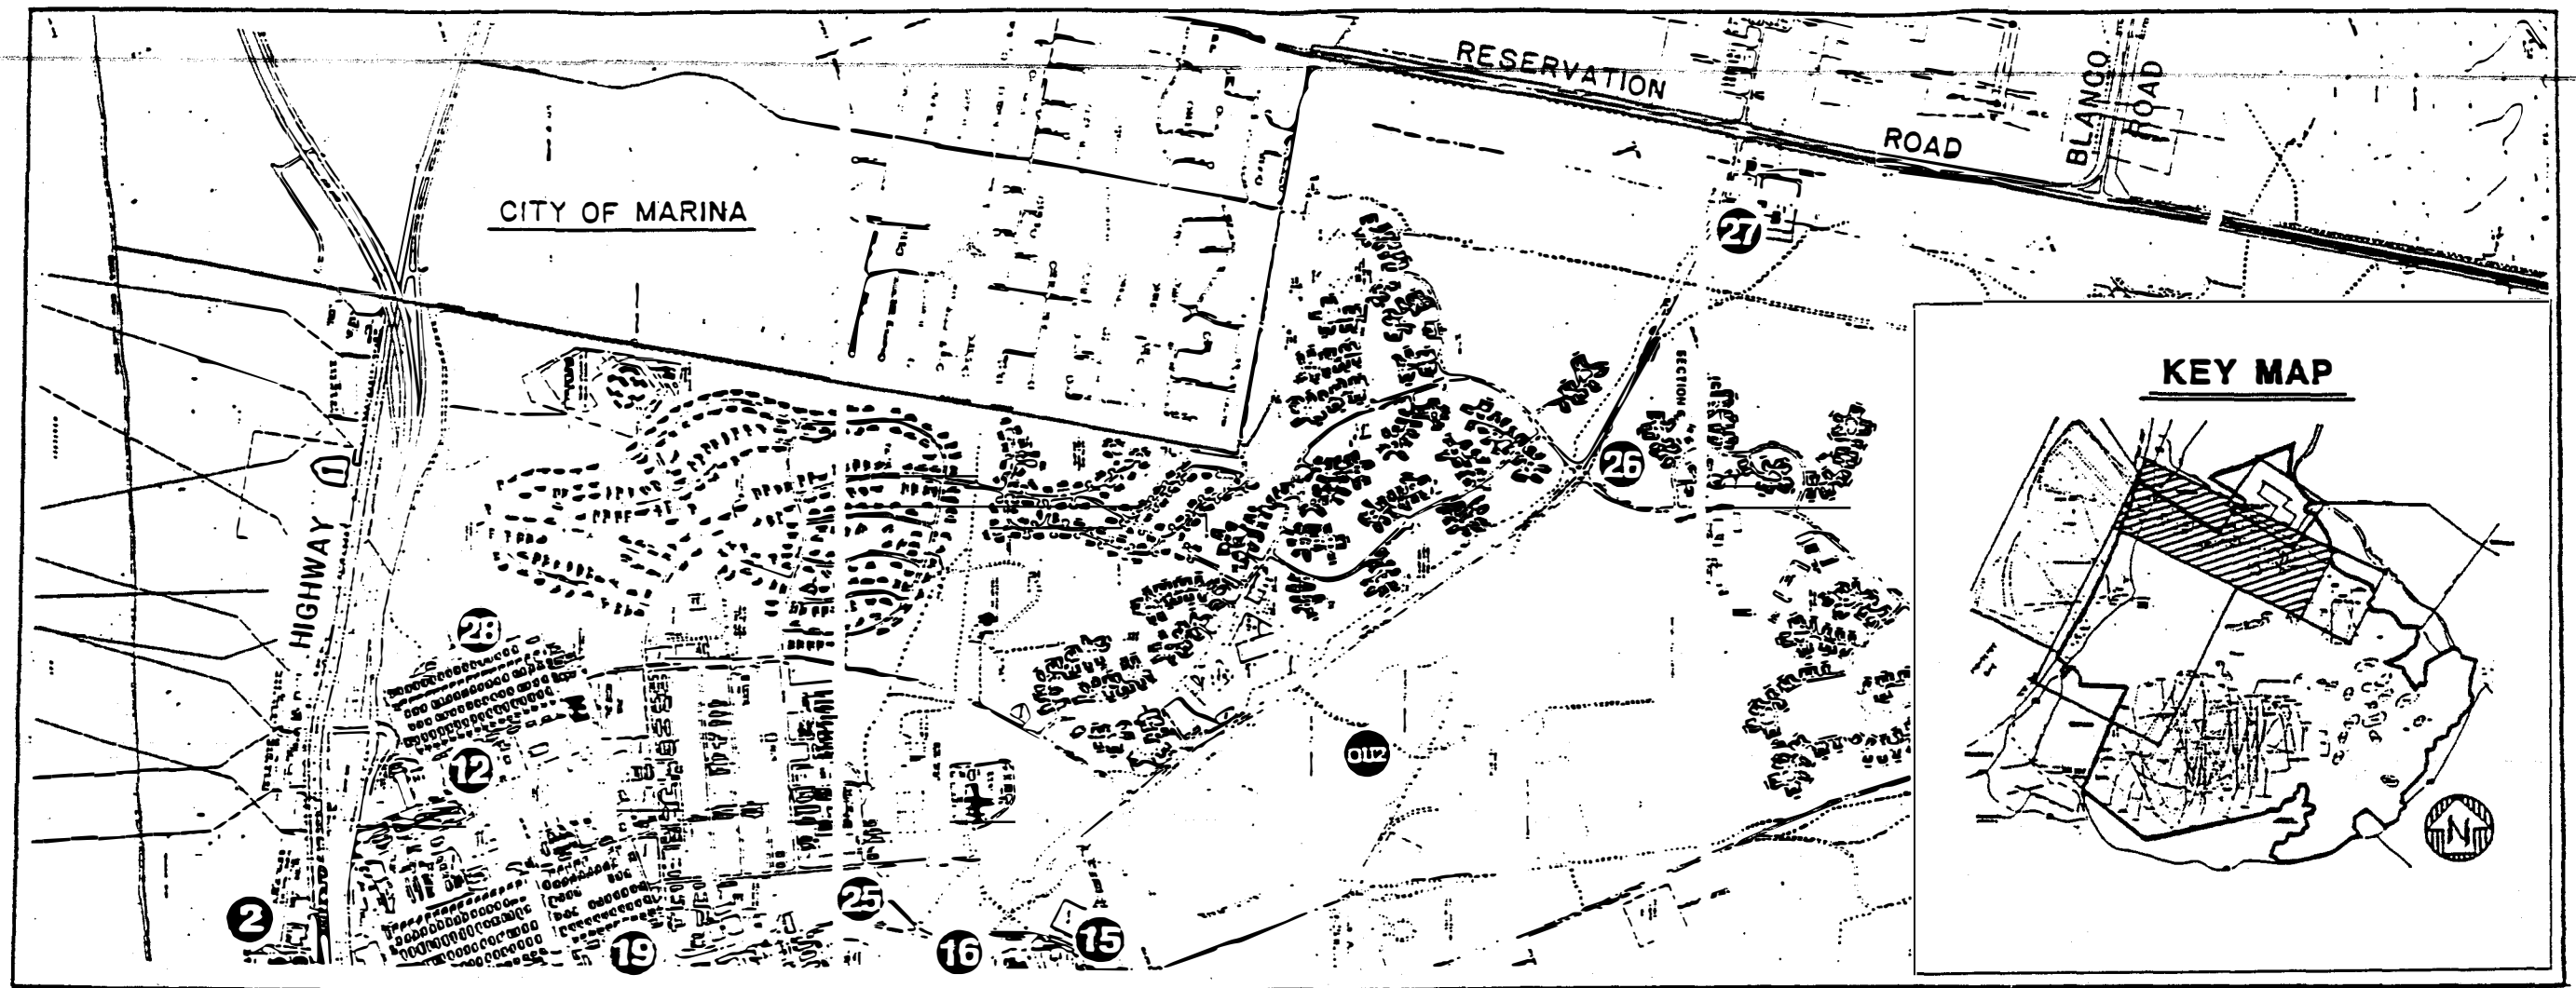 RESERVATION
ROAD
BLANCO
ROAD
CITY OF MARINA
27
KEY MAP
SECTION
1
26
HIGHWAY
28
OU2
12
N
2
25
19
16
15